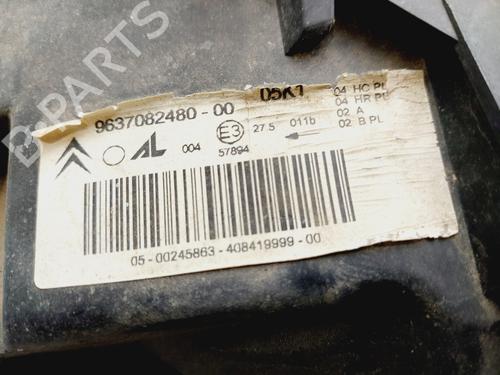 B-PARTS
05K1
9637082480-00
AL
004
E3
57894
27.5 011b
04 HC PL
04 HR PL
02 A
02 B PL
05-00245863-408419999-00